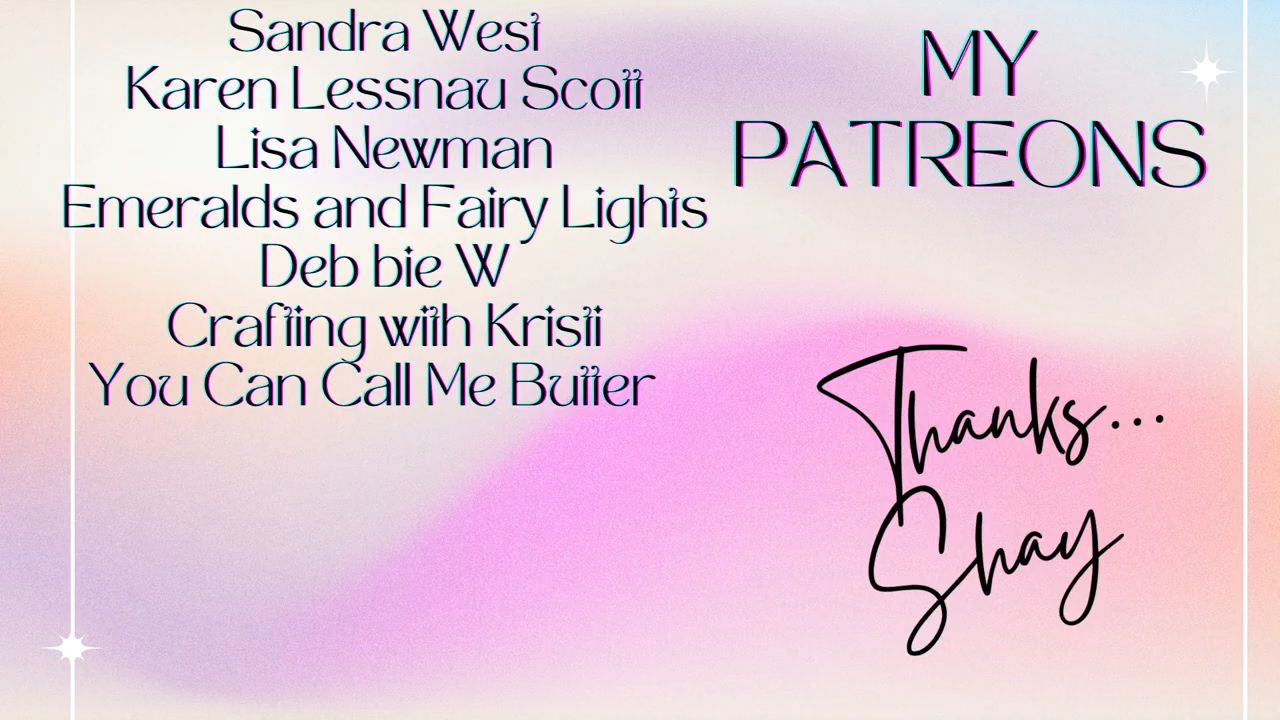 Sandra West
Karen Lessnau Scott
Lisa Newman
Emeralds and Fairy Lights
Deb bie W
Crafting with Kristi
You Can Call Me Butter
MY
PATREONS
Thanks...
Shay